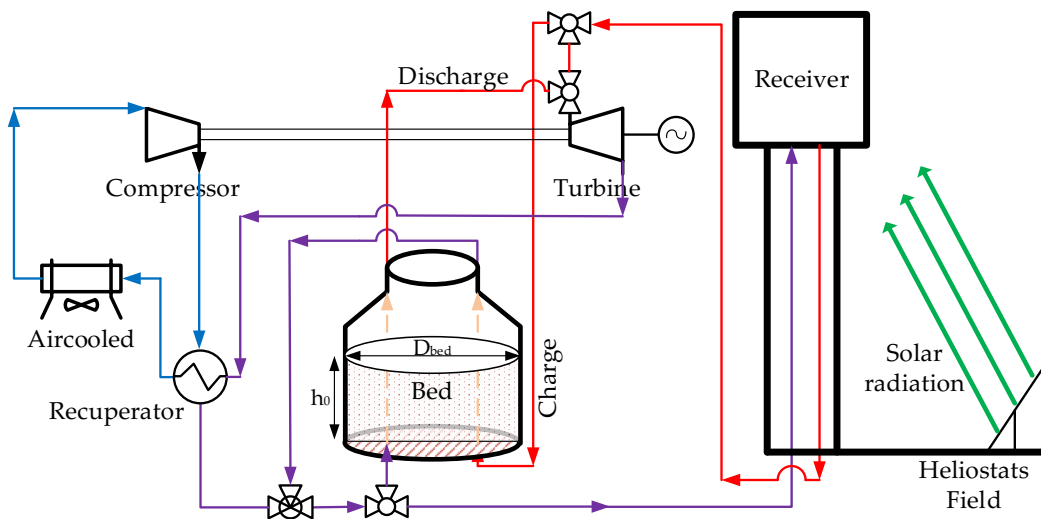 Receiver
Discharge
Compressor
Turbine
Aircooled
Dbed
Solar
radiation
Charge
h0
Bed
Recuperator
Heliostats
Field